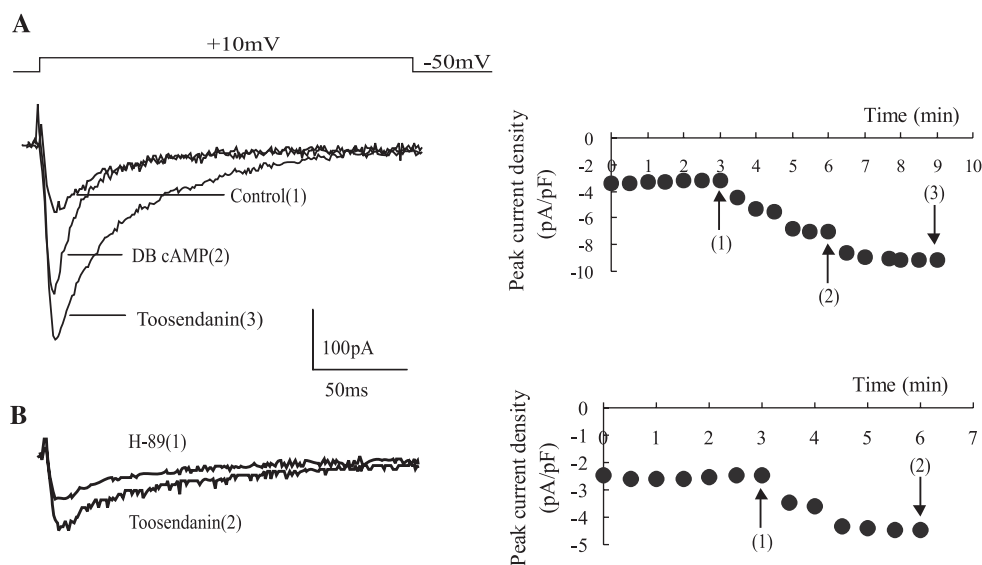 A
+10mV
-50mV
Control(1)
DB cAMP(2)
Toosendanin(3)
100pA
50ms
Time (min)
Peak current density
(pA/pF)
0
-2
-4
-6
-8
-10
0 1 2 3 4 5 6 7 8 9 10
(1)
(2)
(3)
B
H-89(1)
Toosendanin(2)
Time (min)
Peak current density
(pA/pF)
0
-1
-2
-3
-4
-5
0 1 2 3 4 5 6 7
(1)
(2)